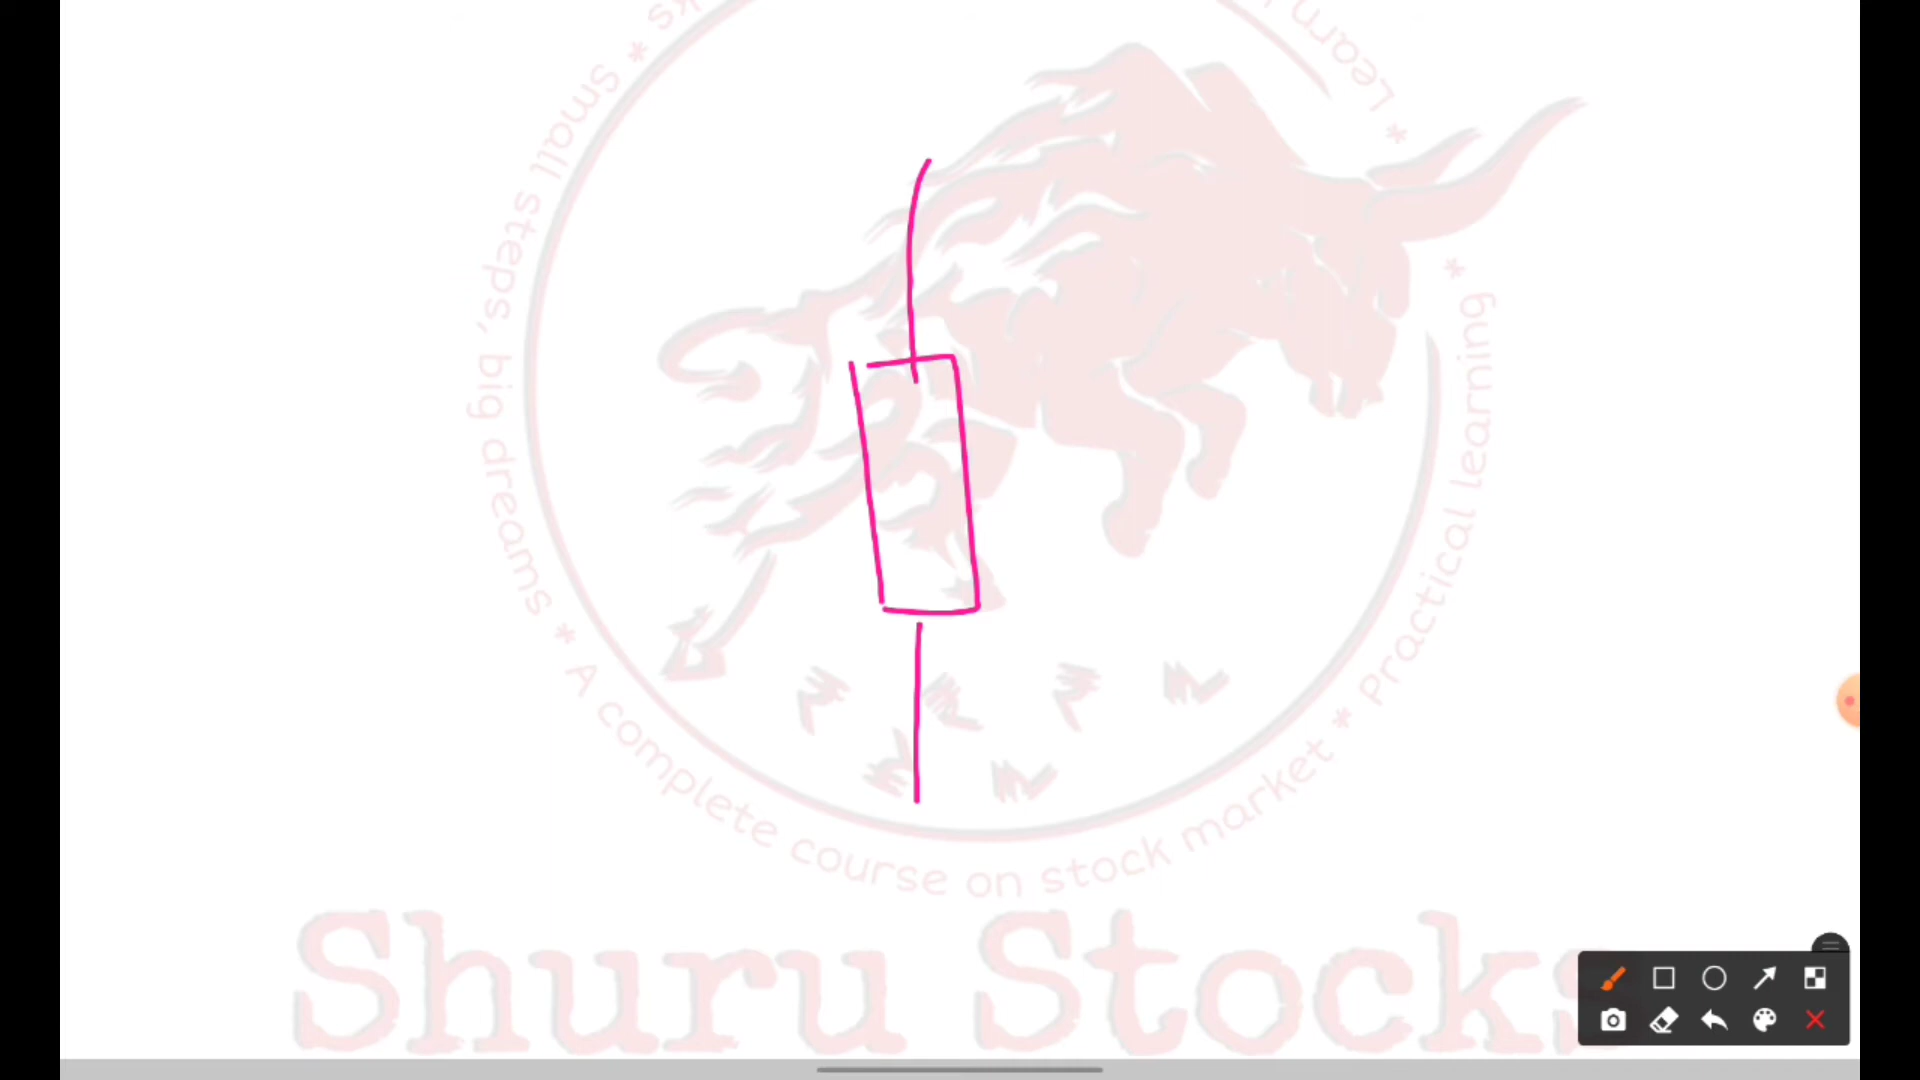 Small steps, big dreams * A complete course on stock market * Practical learning * Learn
Shuru Stocks